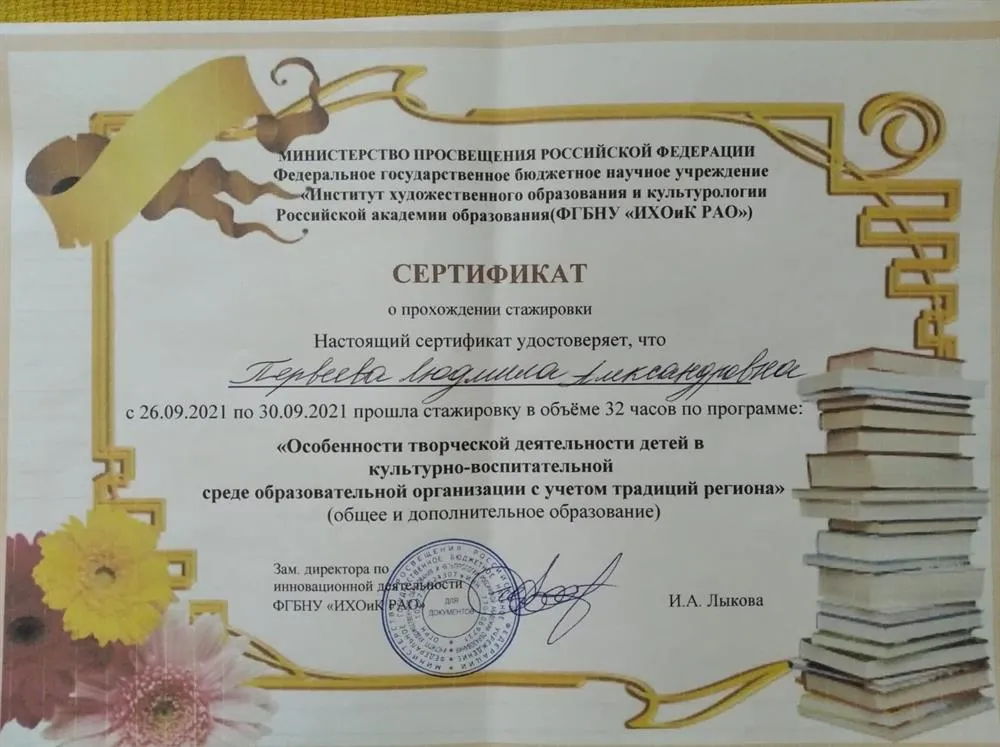 МИНИСТЕРСТВО ПРОСВЕЩЕНИЯ РОССИЙСКОЙ ФЕДЕРАЦИИ
Федеральное государственное бюджетное научное учреждение
«Институт художественного образования и культурологии
Российской академии образования(ФГБНУ «ИХОиК РАО»)
СЕРТИФИКАТ
о прохождении стажировки
Настоящий сертификат удостоверяет, что
Первеева Людмила Александровна
с 26.09.2021 по 30.09.2021 прошла стажировку в объёме 32 часов по программе:
«Особенности творческой деятельности детей в
культурно-воспитательной
среде образовательной организации с учетом традиций региона»
(общее и дополнительное образование)
Зам. директора по
инновационной деятельности
ФГБНУ «ИХОиК РАО»
И.А. Лыкова
ДЛЯ
ДОКУМЕНТОВ